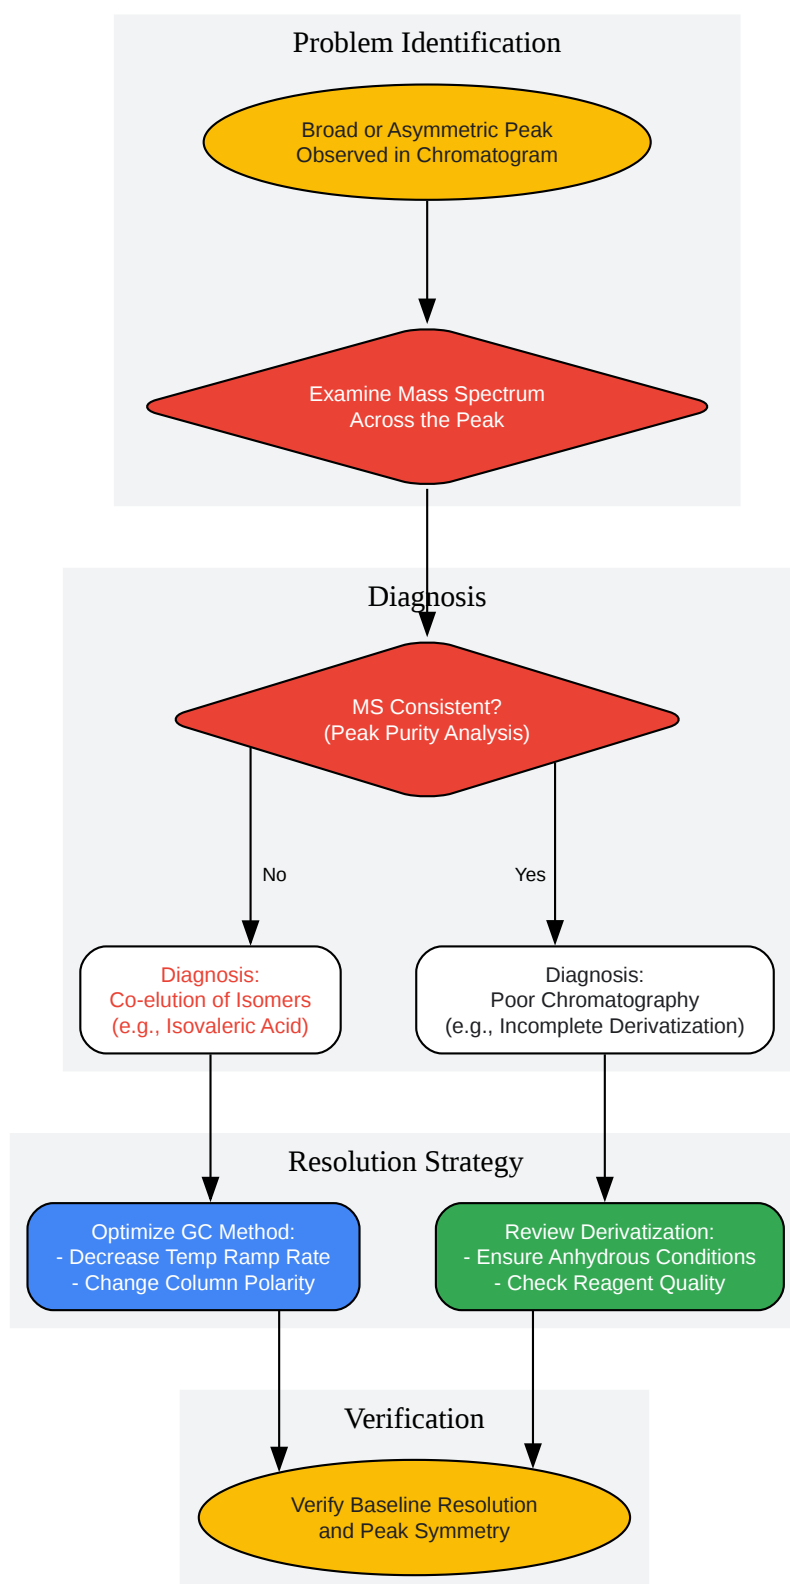 Problem Identification
Broad or Asymmetric Peak
Observed in Chromatogram
Examine Mass Spectrum
Across the Peak
Diagnosis
MS Consistent?
(Peak Purity Analysis)
No
Yes
Diagnosis:
Co-elution of Isomers
(e.g., Isovaleric Acid)
Diagnosis:
Poor Chromatography
(e.g., Incomplete Derivatization)
Resolution Strategy
Optimize GC Method:
- Decrease Temp Ramp Rate
- Change Column Polarity
Review Derivatization:
- Ensure Anhydrous Conditions
- Check Reagent Quality
Verification
Verify Baseline Resolution
and Peak Symmetry